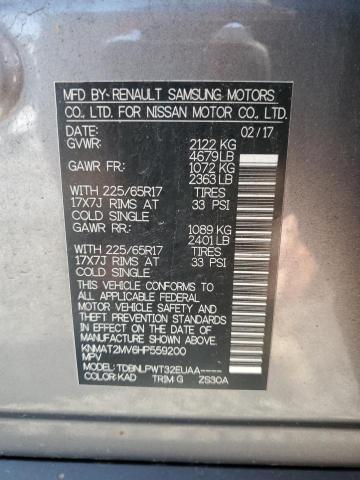 MFD BY RENAULT SAMSUNG MOTORS
CO., LTD. FOR NISSAN MOTOR CO., LTD.
DATE: 02/17
GVWR: 2122 KG
4679LB
GAWR FR: 1072 KG
2363LB
WITH 225/65R17 TIRES
17X7J RIMS AT 33 PSI
COLD SINGLE
GAWR RR: 1089 KG
2401LB
WITH 225/65R17 TIRES
17X7J RIMS AT 33 PSI
COLD SINGLE
THIS VEHICLE CONFORMS TO ALL
APPLICABLE FEDERAL MOTOR
VEHICLE SAFETY, BUMPER, AND
THEFT PREVENTION STANDARDS IN
EFFECT ON THE DATE OF
MANUFACTURE SHOWN ABOVE.
KNMAT2MV6HP559200
MPV
MODEL: TDBNLPWT32EUAA----
COLOR: KAD TRIM: G ZS30A